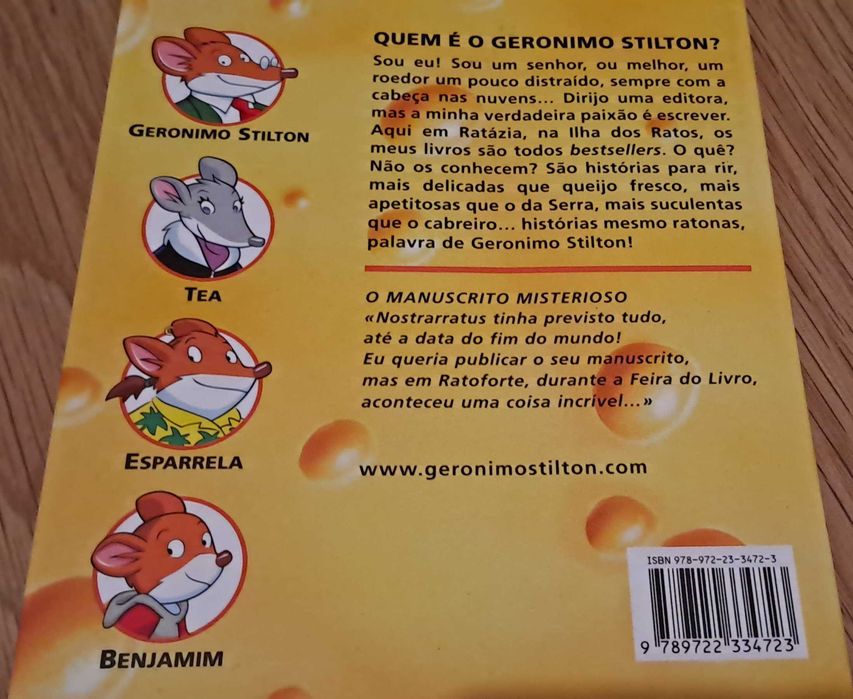 GERONIMO STILTON
TEA
ESPARRELA
BENJAMIM
QUEM É O GERONIMO STILTON?
Sou eu! Sou um senhor, ou melhor, um
roedor um pouco distraído, sempre com a
cabeça nas nuvens... Dirijo uma editora,
mas a minha verdadeira paixão é escrever.
Aqui em Ratázia, na Ilha dos Ratos, os
meus livros são todos bestsellers. O quê?
Não os conhecem? São histórias para rir,
mais delicadas que queijo fresco, mais
apetitosas que o da Serra, mais suculentas
que o cabreiro... histórias mesmo ratonas,
palavra de Geronimo Stilton!
O MANUSCRITO MISTERIOSO
«Nostrarratus tinha previsto tudo,
até a data do fim do mundo!
Eu queria publicar o seu manuscrito,
mas em Ratoforte, durante a Feira do Livro,
aconteceu uma coisa incrível...»
www.geronimostilton.com
ISBN 978-972-23-3472-3
9 789722 334723